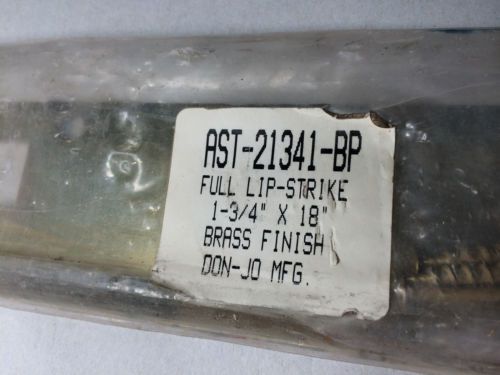 AST-21341-BP
FULL LIP-STRIKE
1-3/4" X 18"
BRASS FINISH
DON-JO MFG.